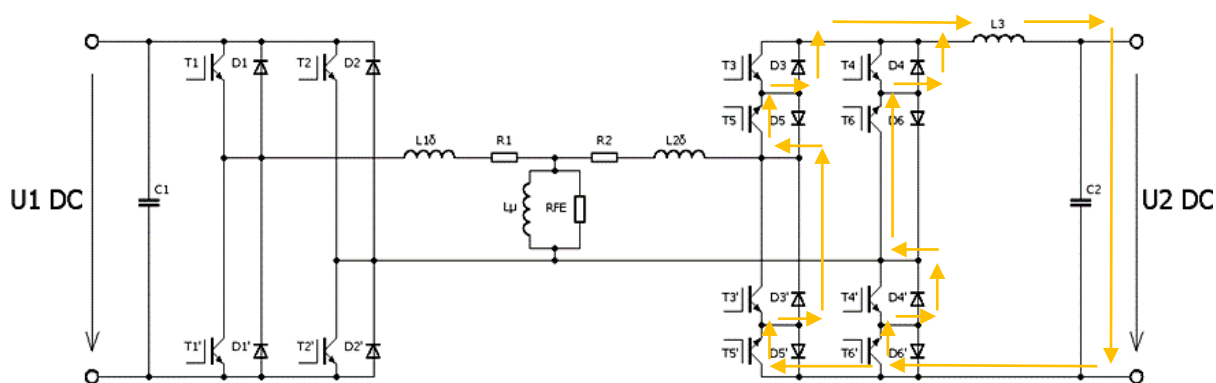 L3
T1 D1 T2 D2 T3 D3 T4 D4
T5 D5 T6 D6
L1δ R1 R2 L2δ
U1 DC C1 Lμ RFE C2 U2 DC
T3' D3' T4' D4'
T1' D1' T2' D2' T5' D5' T6' D6'